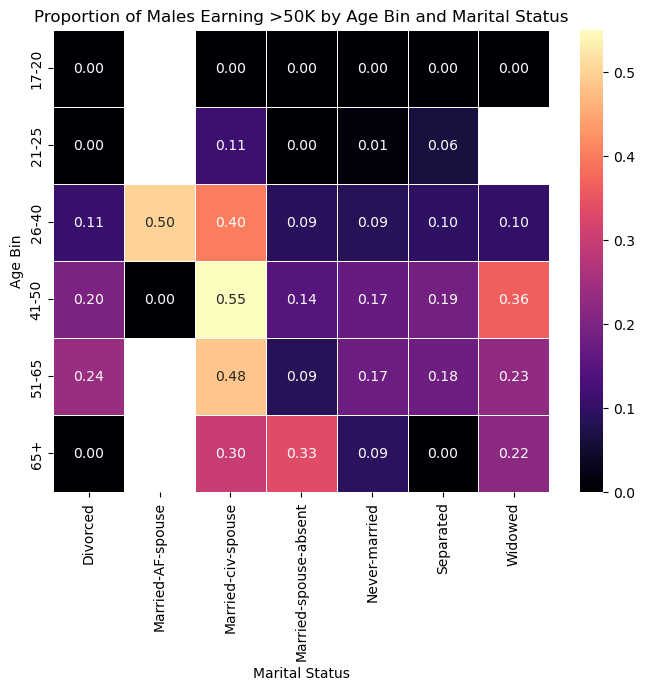 Proportion of Males Earning >50K by Age Bin and Marital Status
17-20 0.00 0.00 0.00 0.00 0.00 0.00
21-25 0.00 0.11 0.00 0.01 0.06
26-40 0.11 0.50 0.40 0.09 0.09 0.10 0.10
41-50 0.20 0.00 0.55 0.14 0.17 0.19 0.36
51-65 0.24 0.48 0.09 0.17 0.18 0.23
65+ 0.00 0.30 0.33 0.09 0.00 0.22
Age Bin
Divorced
Married-AF-spouse
Married-civ-spouse
Married-spouse-absent
Never-married
Separated
Widowed
Marital Status
0.5
0.4
0.3
0.2
0.1
0.0